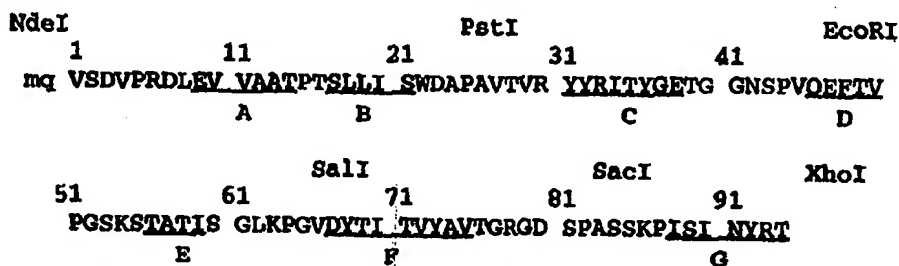 NdeI PstI EcoRI
1 11 21 31 41
mq VSDVPRDLEV VAATPTSLLI SWDAPAVTVR YYRITYGETG GNSPVQEFTV
A B C D
SalI SacI XhoI
51 61 71 81 91
PGSKSTATIS GLKPGVDYTI TVYAVTGRGD SPASSKPISI NYRT
E F G